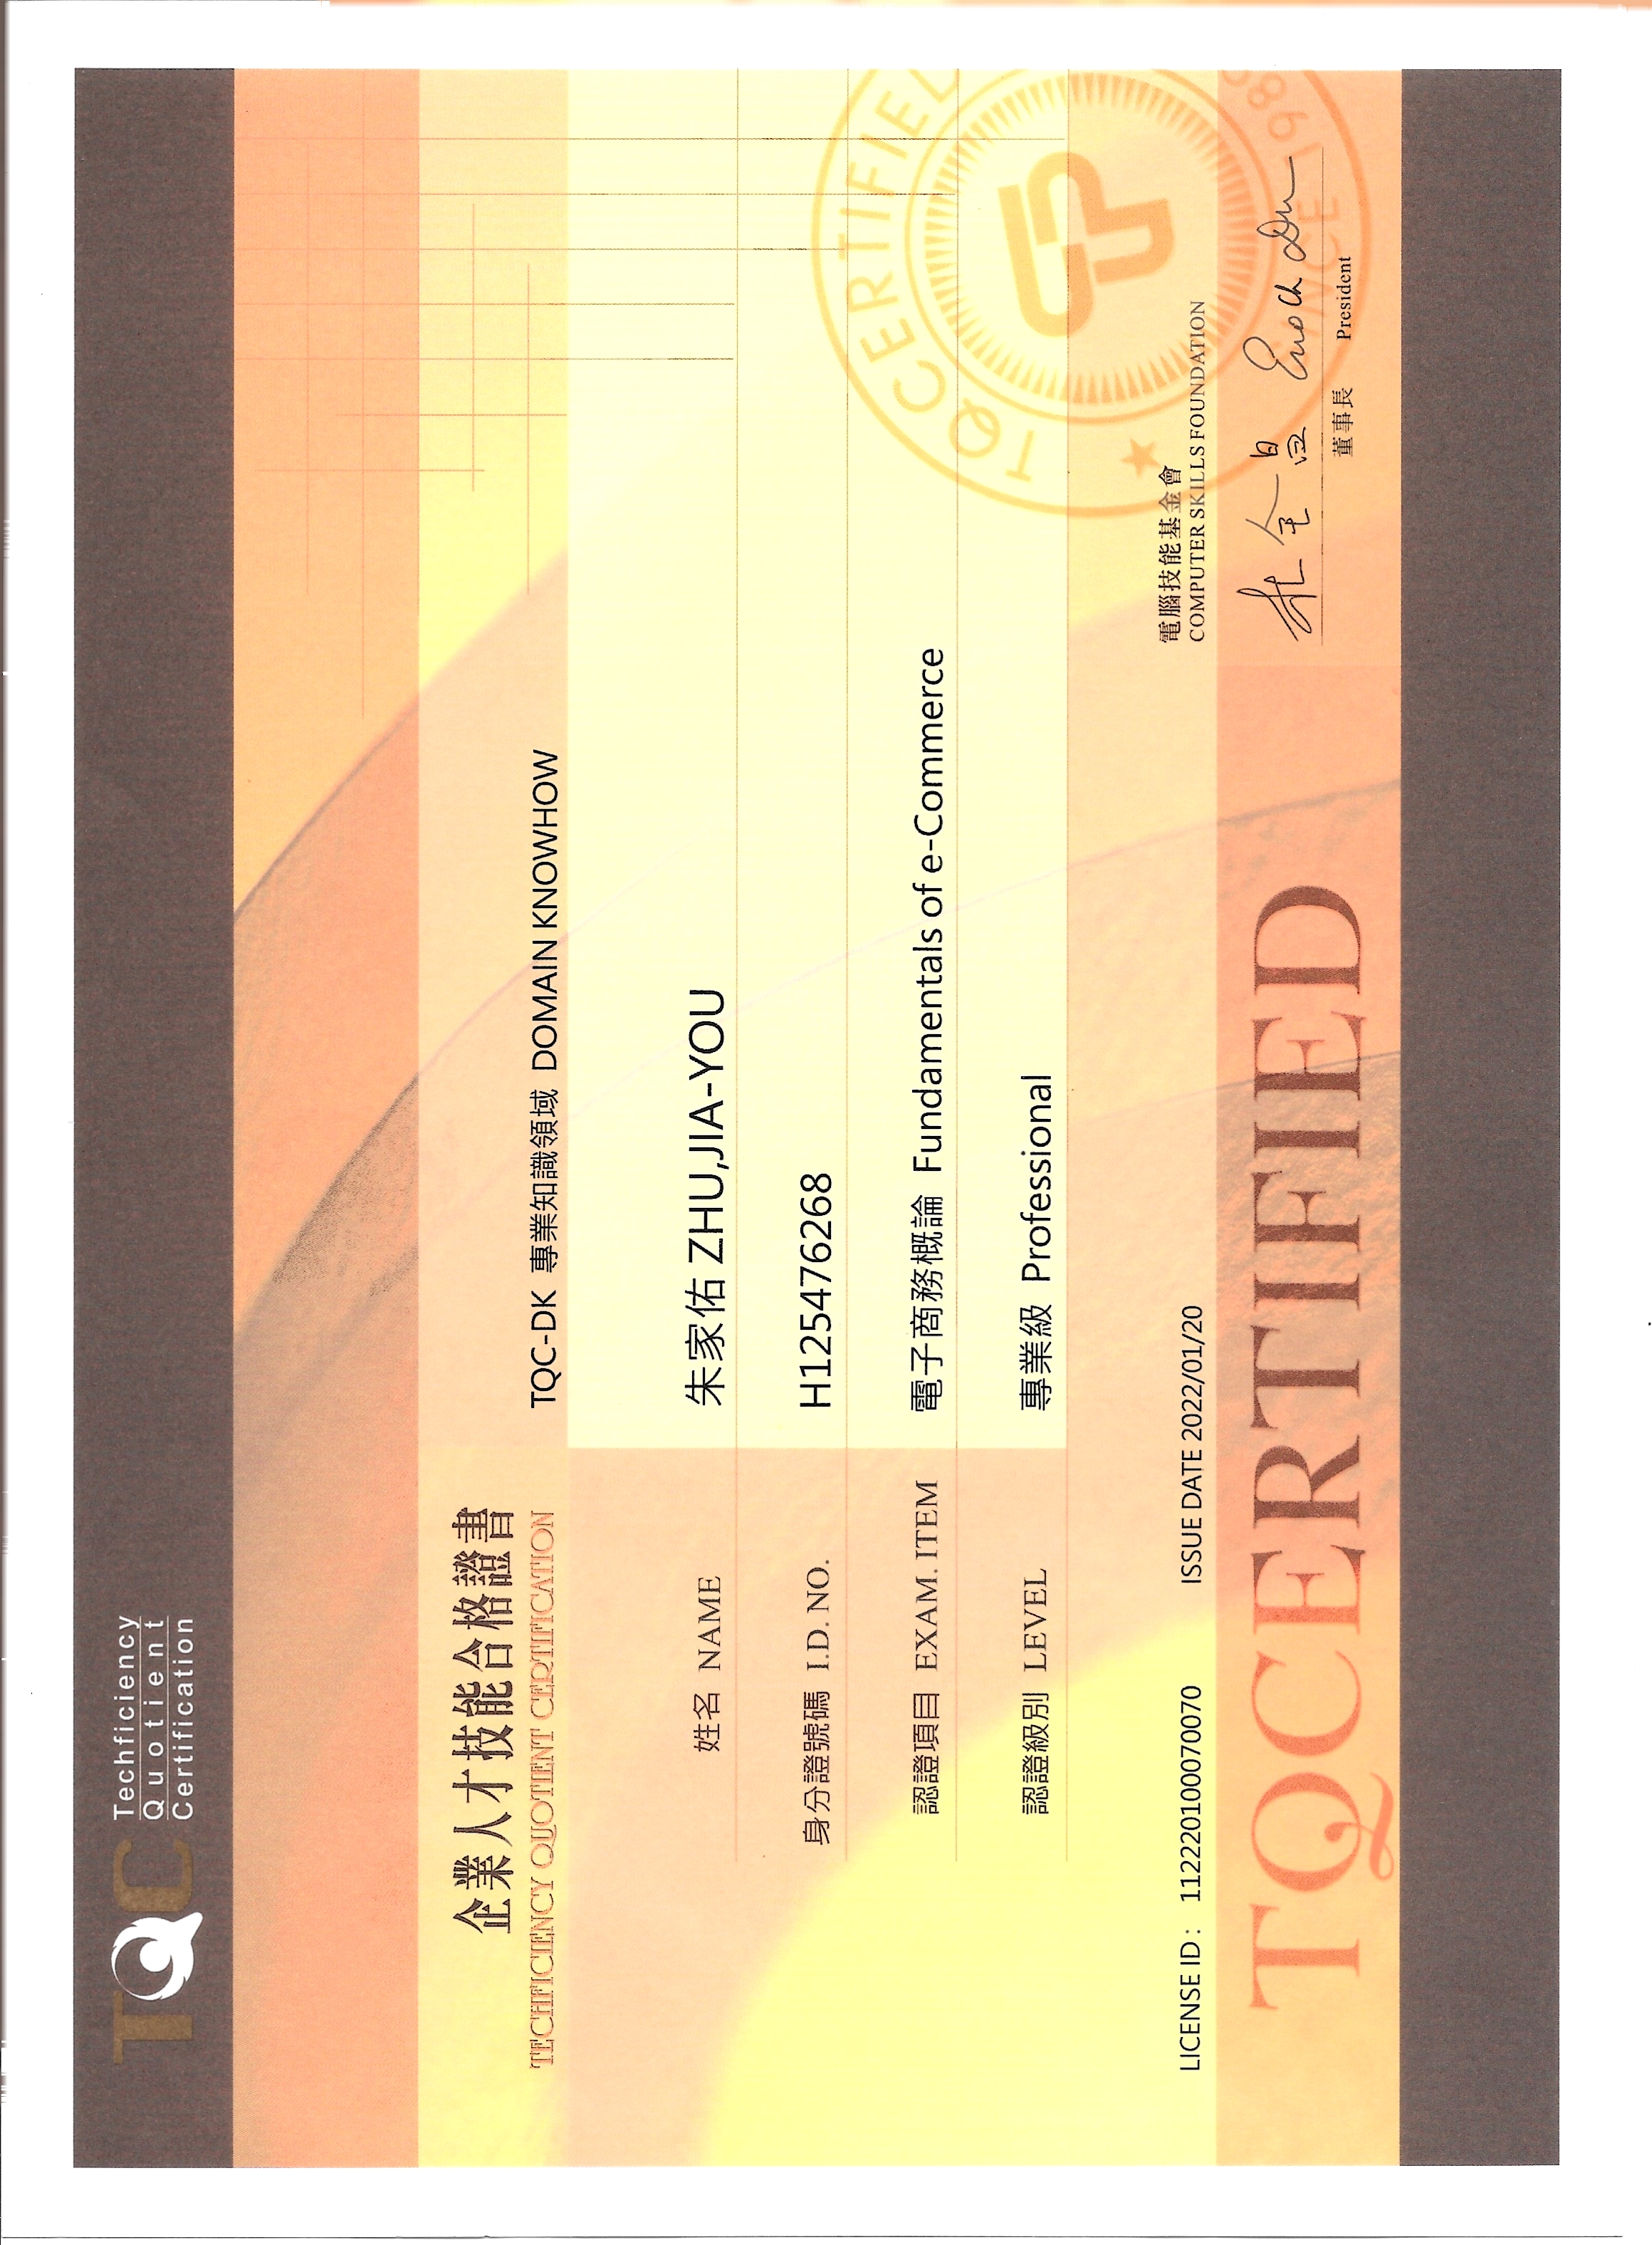 TQC
Techficiency
Quotient
Certification
企業人才技能合格證書
TECHFICIENCY QUOTIENT CERTIFICATION
TQC-DK 專業知識領域 DOMAIN KNOWHOW
姓名 NAME 朱家佑 ZHU,JIA-YOU
身分證號碼 I.D. NO. H125476268
認證項目 EXAM. ITEM 電子商務概論 Fundamentals of e-Commerce
認證級別 LEVEL 專業級 Professional
TQCERTIFIED
LICENSE ID : 112220100070070 ISSUE DATE 2022/01/20
電腦技能基金會
COMPUTER SKILLS FOUNDATION
TQCERTIFIED
杜全昌 Enoch Du
SINCE 1989
董事長 President